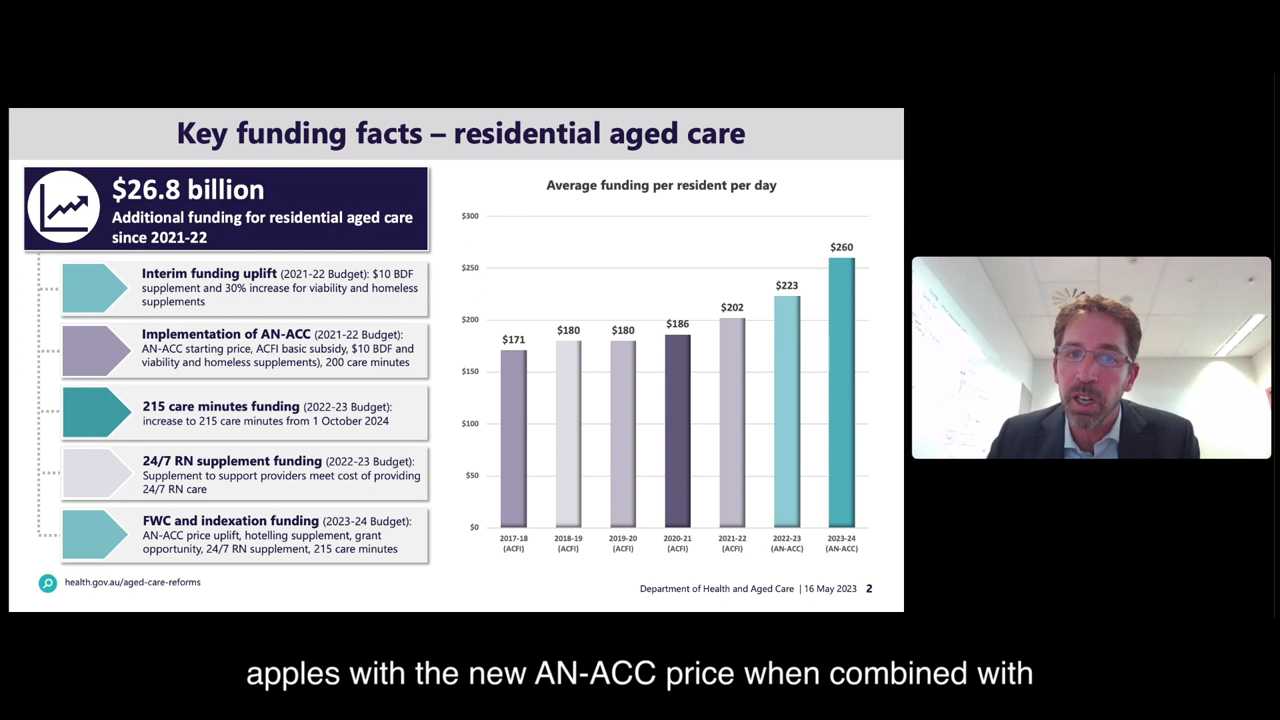 Key funding facts – residential aged care
$26.8 billion
Additional funding for residential aged care
since 2021-22
Interim funding uplift (2021-22 Budget): $10 BDF
supplement and 30% increase for viability and homeless
supplements
Implementation of AN-ACC (2021-22 Budget):
AN-ACC starting price, ACFI basic subsidy, $10 BDF and
viability and homeless supplements), 200 care minutes
215 care minutes funding (2022-23 Budget):
increase to 215 care minutes from 1 October 2024
24/7 RN supplement funding (2022-23 Budget):
Supplement to support providers meet cost of providing
24/7 RN care
FWC and indexation funding (2023-24 Budget):
AN-ACC price uplift, hotelling supplement, grant
opportunity, 24/7 RN supplement, 215 care minutes
health.gov.au/aged-care-reforms
Average funding per resident per day
$300
$250
$200
$150
$100
$50
$0
$171
$180
$180
$186
$202
$223
$260
2017-18
(ACFI)
2018-19
(ACFI)
2019-20
(ACFI)
2020-21
(ACFI)
2021-22
(ACFI)
2022-23
(AN-ACC)
2023-24
(AN-ACC)
Department of Health and Aged Care | 16 May 2023 2
apples with the new AN-ACC price when combined with